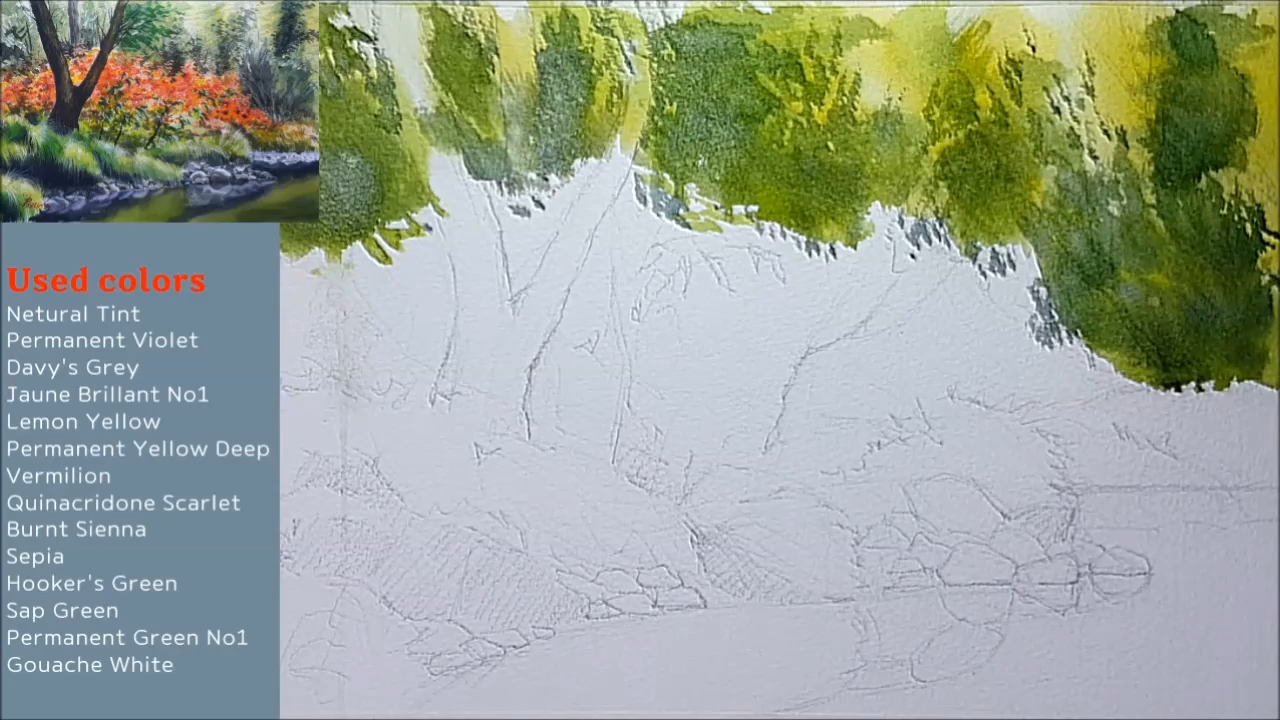 Used colors
Netural Tint
Permanent Violet
Davy's Grey
Jaune Brillant No1
Lemon Yellow
Permanent Yellow Deep
Vermilion
Quinacridone Scarlet
Burnt Sienna
Sepia
Hooker's Green
Sap Green
Permanent Green No1
Gouache White